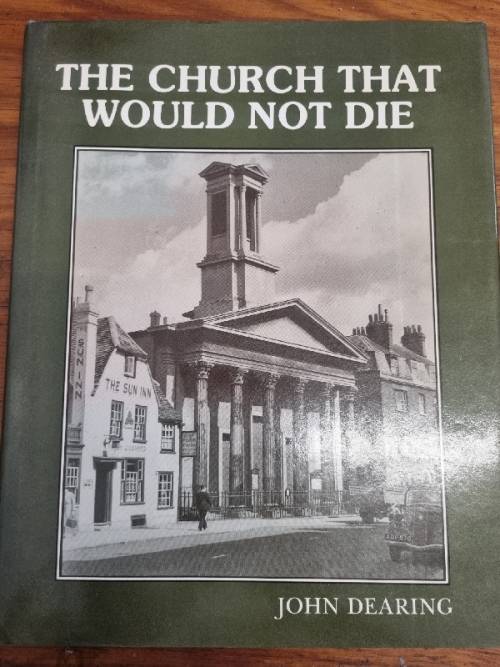 THE CHURCH THAT
WOULD NOT DIE
SUN INN
THE SUN INN
JOHN DEARING